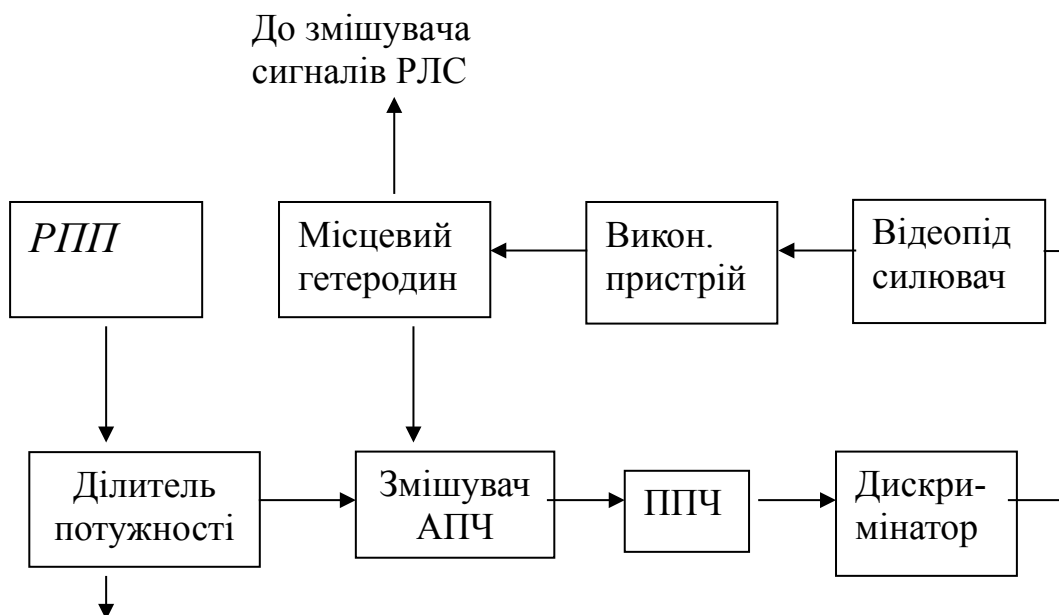 До змішувача
сигналів РЛС
РПП
Місцевий
гетеродин
Викон.
пристрій
Відеопід
силювач
Ділитель
потужності
Змішувач
АПЧ
ППЧ
Дискри-
мінатор